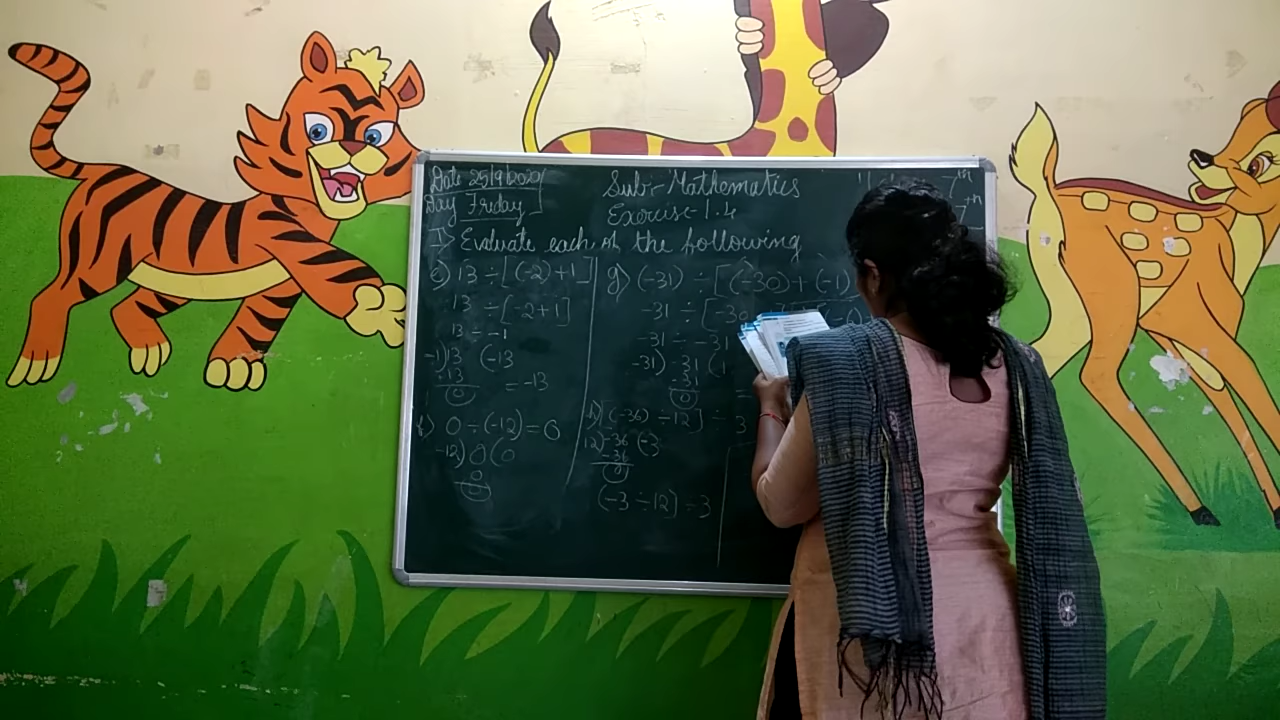 Date 25/9/2020
Day Friday
Sub:- Mathematics
Exercise-1.4
7th
7th
I> Evaluate each of the following
e) 13 ÷ [(-2)+1]
13 ÷ [-2+1]
13 ÷ -1
-1)13 (-13
-13
0 = -13
f) 0 ÷ (-12) = 0
-12) 0 (0
0
0
g) (-31) ÷ [(-30) + (-1)
-31 ÷ [-30
-31 ÷ -31
-31) -31 (1
-31
0 =
h) [(-36) ÷ 12] ÷ 3
12) -36 (-3
-36
0
(-3 ÷ 12] ÷ 3